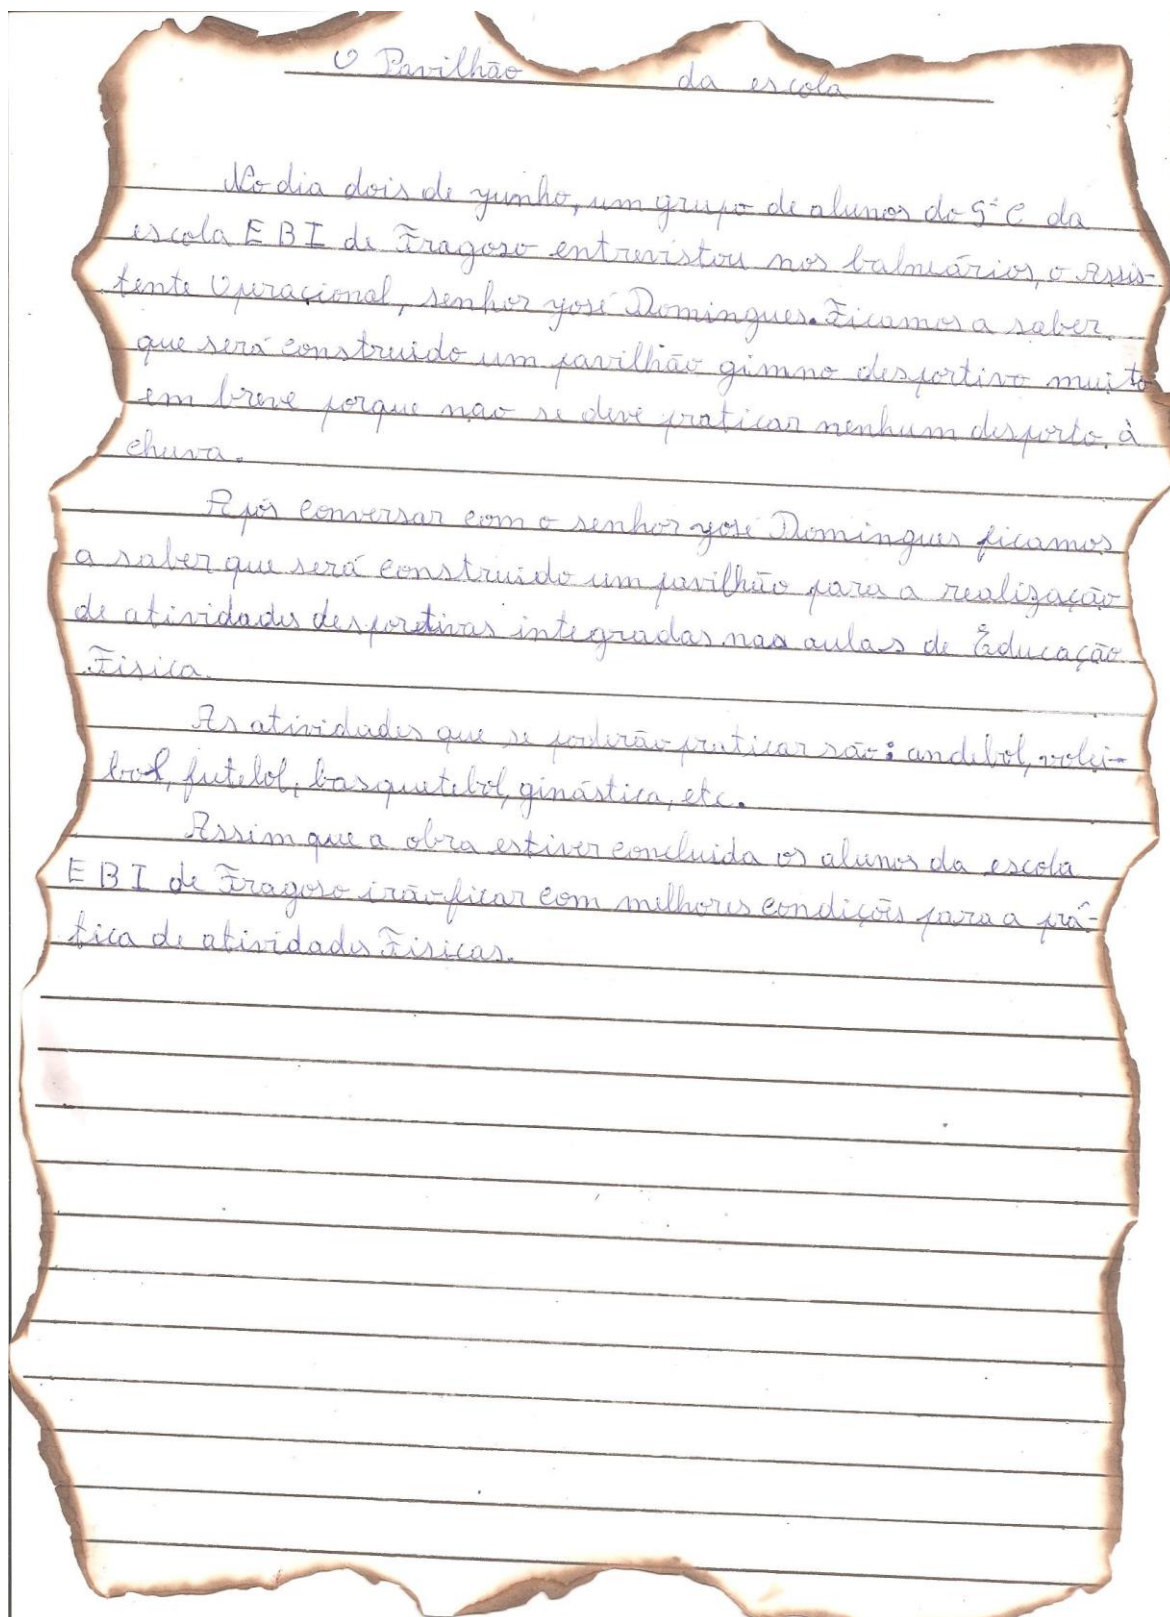 O Pavilhão da escola
No dia dois de junho, um grupo de alunos do 5º C da
escola EBI de Fragoso entrevistou nos balneários, o Assis-
tente Operacional, senhor josé Domingues. Ficamos a saber
que será construido um pavilhão gimno desportivo muito
em breve porque não se deve praticar nenhum desporto à
chuva.
Após conversar com o senhor josé Domingues ficamos
a saber que será construido um pavilhão para a realização
de atividades desportivas integradas nas aulas de Educação
Fisica.
As atividades que se poderão praticar são: andebol, volei-
bol, futebol, basquetebol, ginástica, etc.
Assim que a obra estiver concluida os alunos da escola
EBI de Fragoso irão ficar com melhores condições para a prá-
tica de atividades Fisicas.